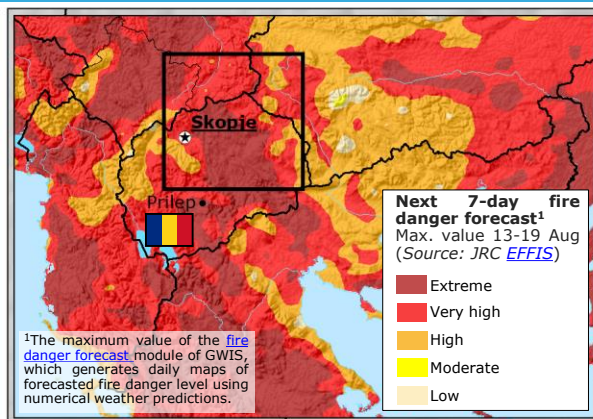 Skopje
Prilep
Next 7-day fire
danger forecast¹
Max. value 13-19 Aug
(Source: JRC EFFIS)
Extreme
Very high
High
Moderate
Low
¹The maximum value of the fire
danger forecast module of GWIS,
which generates daily maps of
forecasted fire danger level using
numerical weather predictions.